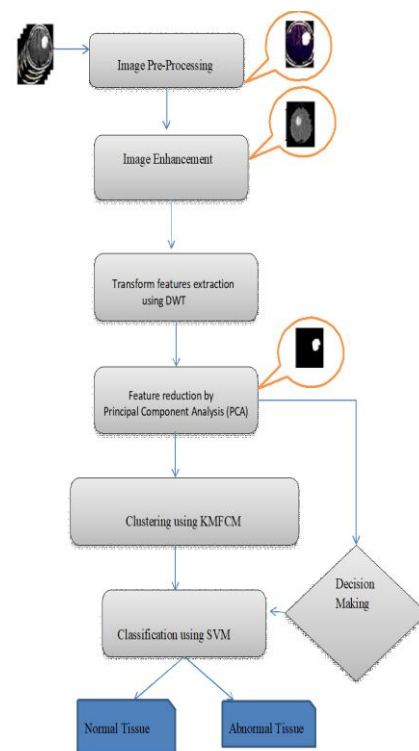 Image Pre-Processing
Image Enhancement
Transform features extraction
using DWT
Feature reduction by
Principal Component Analysis (PCA)
Clustering using KMFCM
Decision
Making
Classification using SVM
Normal Tissue
Abnormal Tissue